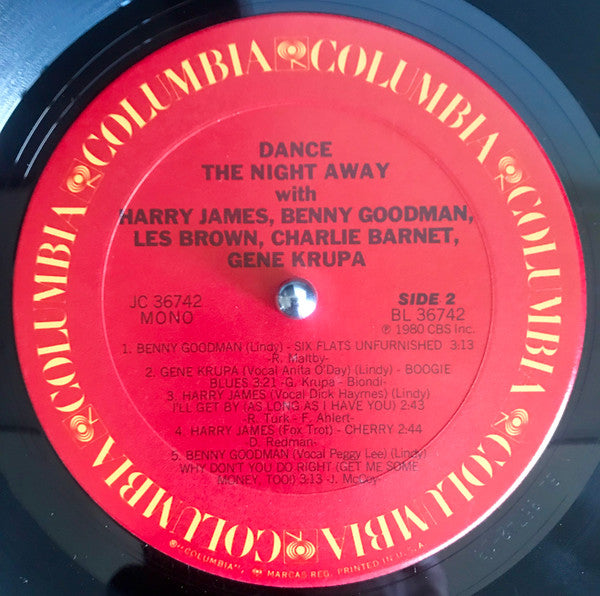 COLUMBIA COLUMBIA COLUMBIA COLUMBIA COLUMBIA COLUMBIA
DANCE
THE NIGHT AWAY
with
HARRY JAMES, BENNY GOODMAN,
LES BROWN, CHARLIE BARNET,
GENE KRUPA
JC 36742
MONO
SIDE 2
BL 36742
℗ 1980 CBS Inc.
1. BENNY GOODMAN (Lindy) - SIX FLATS UNFURNISHED 3:13
-R. Maltby-
2. GENE KRUPA (Vocal Anita O'Day) (Lindy) - BOOGIE
BLUES 3:21 -G. Krupa - Biondi-
3. HARRY JAMES (Vocal Dick Haymes) (Lindy)
I'LL GET BY (AS LONG AS I HAVE YOU) 2:43
-R. Turk - F. Ahlert-
4. HARRY JAMES (Fox Trot) - CHERRY 2:44
-D. Redman-
5. BENNY GOODMAN (Vocal Peggy Lee) (Lindy)
WHY DON'T YOU DO RIGHT (GET ME SOME
MONEY, TOO!) 3:13 -J. McCoy-
®"COLUMBIA", MARCAS REG. PRINTED IN U.S.A.